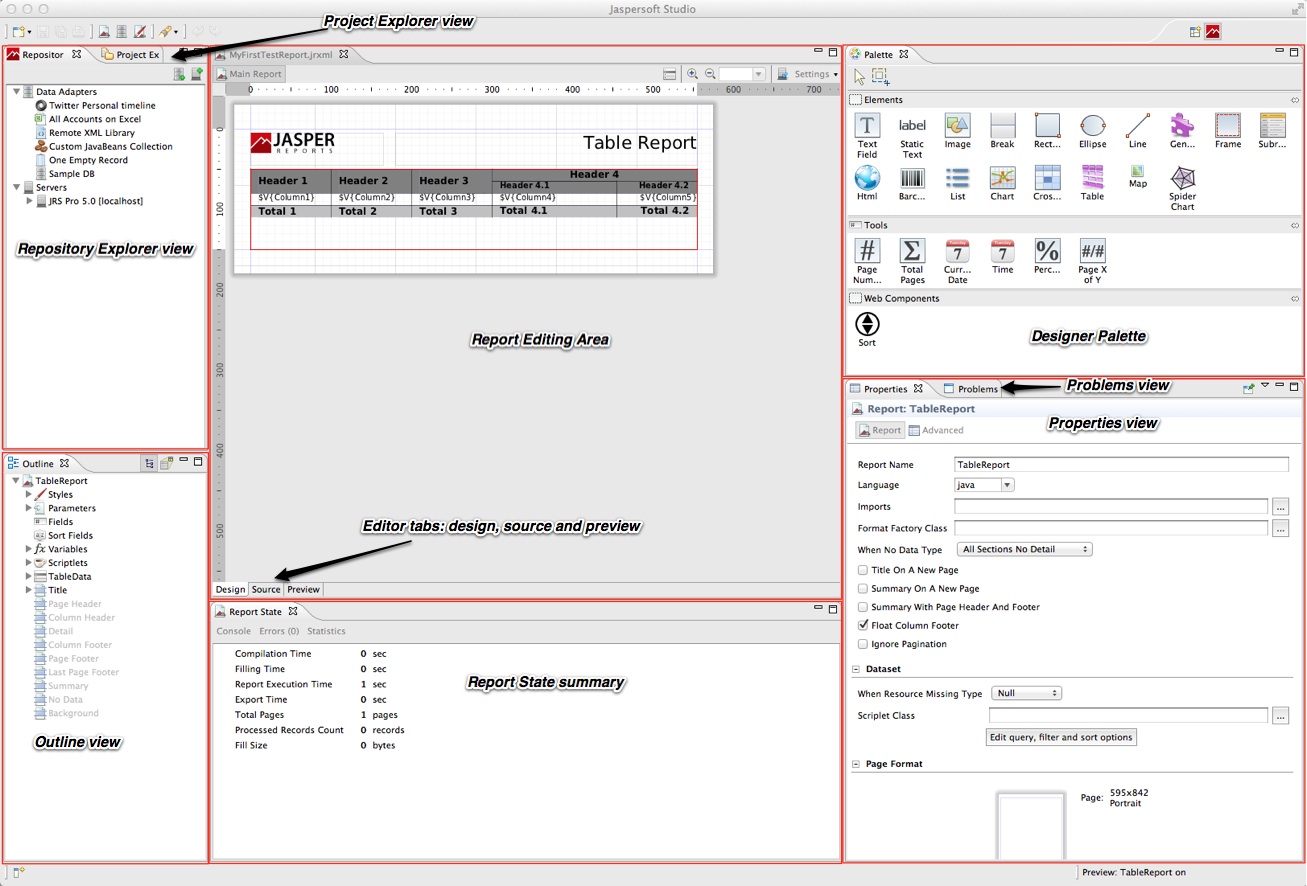 Jaspersoft Studio
Project Explorer view
Repositor
Project Ex
Data Adapters
Twitter Personal timeline
All Accounts on Excel
Remote XML Library
Custom JavaBeans Collection
One Empty Record
Sample DB
Servers
JRS Pro 5.0 [localhost]
Repository Explorer view
Outline
TableReport
Styles
Parameters
Fields
Sort Fields
fx Variables
Scriptlets
TableData
Title
Page Header
Column Header
Detail
Column Footer
Page Footer
Last Page Footer
Summary
No Data
Background
Outline view
MyFirstTestReport.jrxml
Main Report
Settings
0 100 200 300 400 500 600 700
0
100
200
300
400
500
JASPER
REPORTS
Table Report
Header 1 Header 2 Header 3 Header 4
Header 4.1 Header 4.2
$V{Column1} $V{Column2} $V{Column3} $V{Column4} $V{Column5}
Total 1 Total 2 Total 3 Total 4.1 Total 4.2
Report Editing Area
Editor tabs: design, source and preview
Design Source Preview
Report State
Console Errors (0) Statistics
Compilation Time 0 sec
Filling Time 0 sec
Report Execution Time 1 sec
Export Time 0 sec
Total Pages 1 pages
Processed Records Count 0 records
Fill Size 0 bytes
Report State summary
Palette
Elements
T label
Text Field
Static Text
Image
Break
Rect...
Ellipse
Line
Gen...
Frame
Subr...
Html
Barc...
List
Chart
Cros...
Table
Map
Spider Chart
Tools
# Σ 7 7 % #/#
Page Num...
Total Pages
Curr... Date
Time
Perc...
Page X of Y
Web Components
Sort
Designer Palette
Properties
Problems
Problems view
Report: TableReport
Properties view
Report Advanced
Report Name TableReport
Language java
Imports ...
Format Factory Class ...
When No Data Type All Sections No Detail
Title On A New Page
Summary On A New Page
Summary With Page Header And Footer
Float Column Footer
Ignore Pagination
Dataset
When Resource Missing Type Null
Scriplet Class ...
Edit query, filter and sort options
Page Format
Page: 595x842
Portrait
Preview: TableReport on